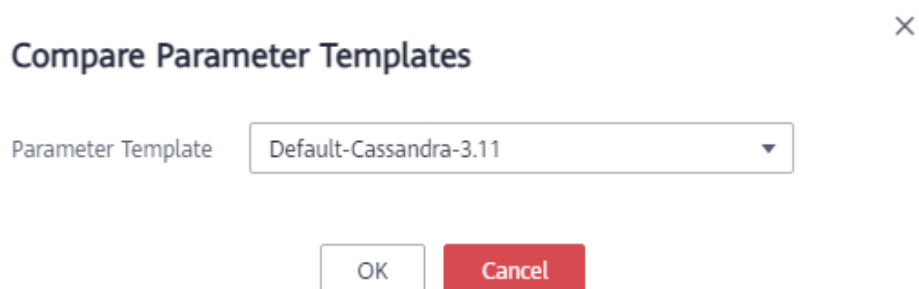 Compare Parameter Templates
Parameter Template Default-Cassandra-3.11
OK Cancel